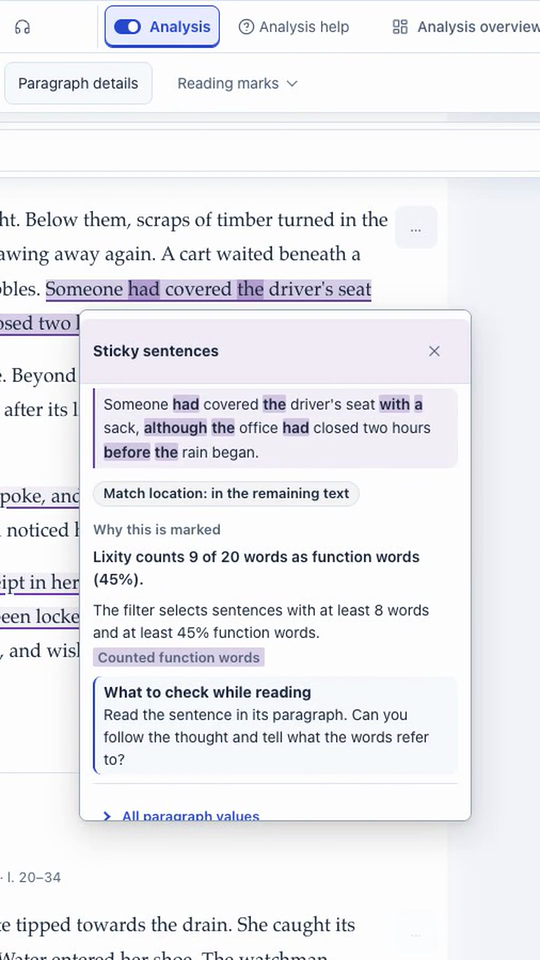 Analysis
Analysis help
Analysis overview
Paragraph details
Reading marks
ht. Below them, scraps of timber turned in the
...
awing away again. A cart waited beneath a
bles. Someone had covered the driver's seat
osed two
Sticky sentences
e. Beyond
after its
Someone had covered the driver's seat with a
sack, although the office had closed two hours
before the rain began.
Match location: in the remaining text
poke, and
Why this is marked
noticed
Lixity counts 9 of 20 words as function words
(45%).
ipt in her
The filter selects sentences with at least 8 words
een locke
and at least 45% function words.
, and wis
Counted function words
What to check while reading
Read the sentence in its paragraph. Can you
follow the thought and tell what the words refer
to?
All paragraph values
· l. 20–34
te tipped towards the drain. She caught its
...
Water entered her shoe. The watchman